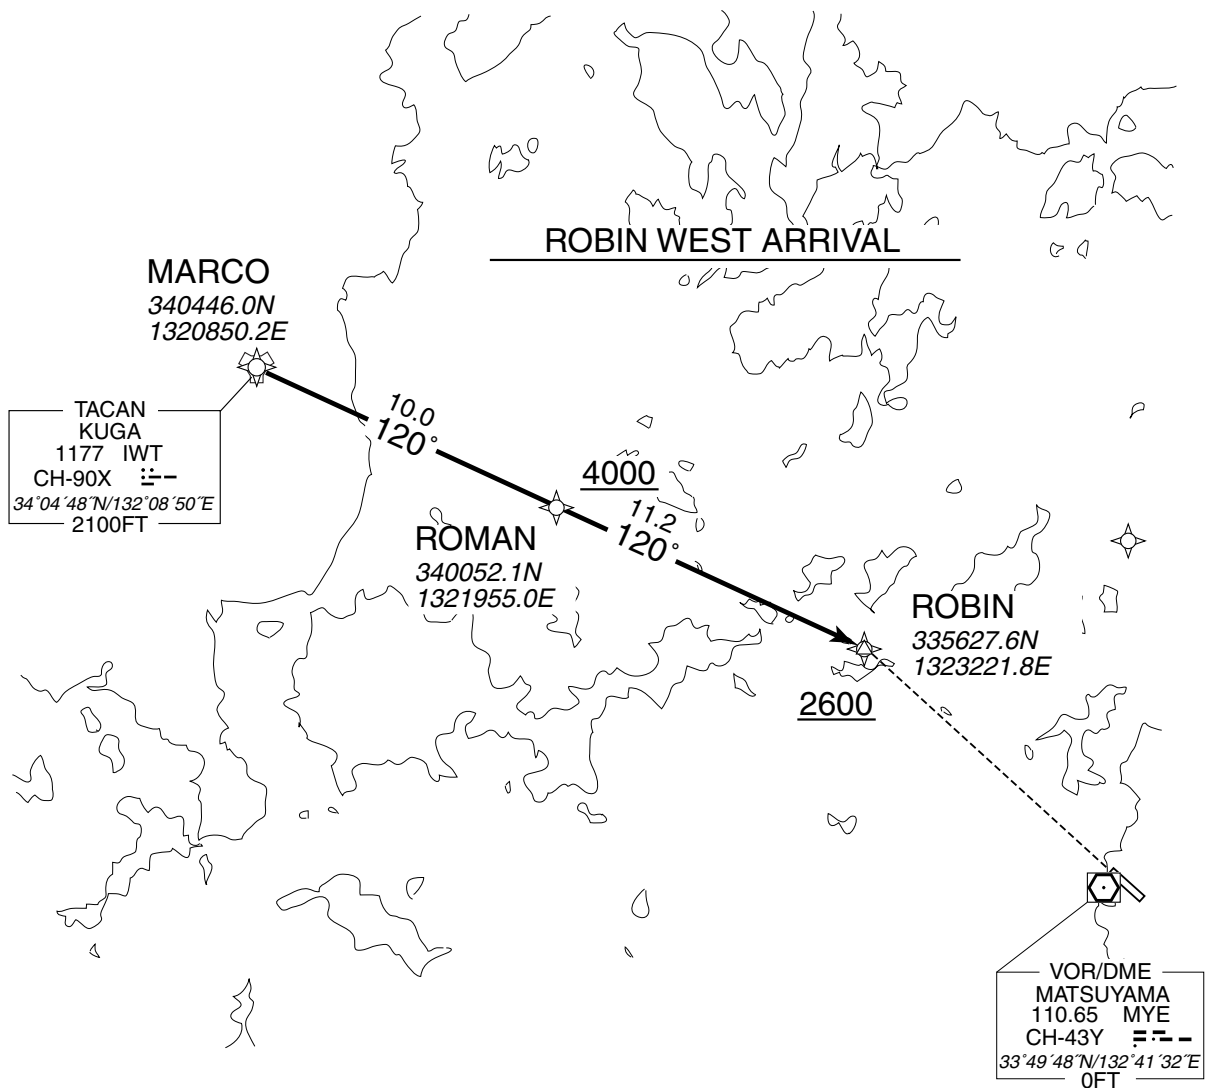 ROBIN WEST ARRIVAL
MARCO
340446.0N
1320850.2E
TACAN
KUGA
1177 IWT
CH-90X
34°04´48˝N/132°08´50˝E
2100FT
10.0
120°
4000
11.2
120°
ROMAN
340052.1N
1321955.0E
ROBIN
335627.6N
1323221.8E
2600
VOR/DME
MATSUYAMA
110.65 MYE
CH-43Y
33°49´48˝N/132°41´32˝E
0FT